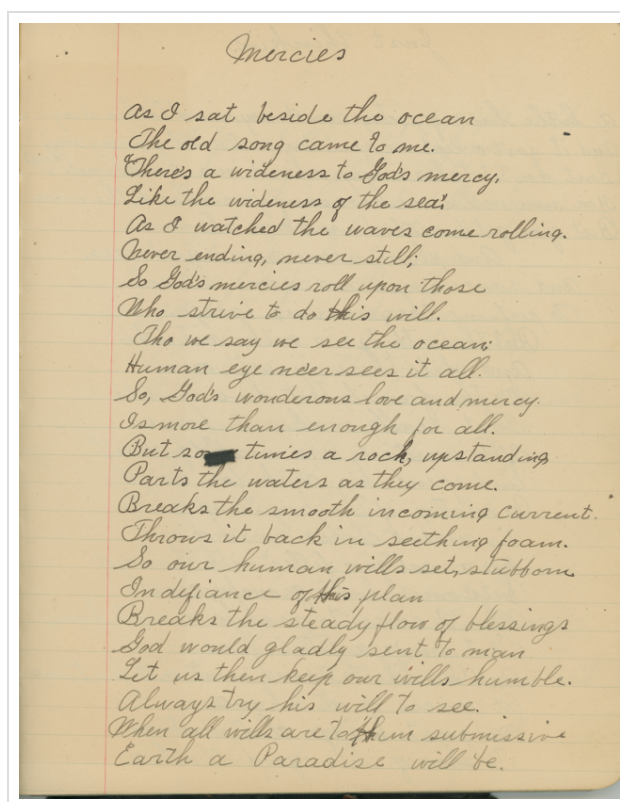 Mercies
As I sat beside the ocean
The old song came to me.
There's a wideness to God's mercy,
Like the wideness of the sea".
As I watched the waves come rolling.
Never ending, never still;
So God's mercies roll upon those
Who strive to do his will.
Tho we say we see the ocean;
Human eye ne'er sees it all.
So, God's wonderous love and mercy
Is more than enough for all.
But some times a rock, upstanding
Parts the waters as they come.
Breaks the smooth incoming current.
Throws it back in seething foam.
So our human wills set, stubborn
In difiance of his plan
Breaks the steady flow of blessings
God would gladly sent to man
Let us then keep our wills humble.
Always try his will to see.
When all wills are to him submissive
Earth a Paradise will be.